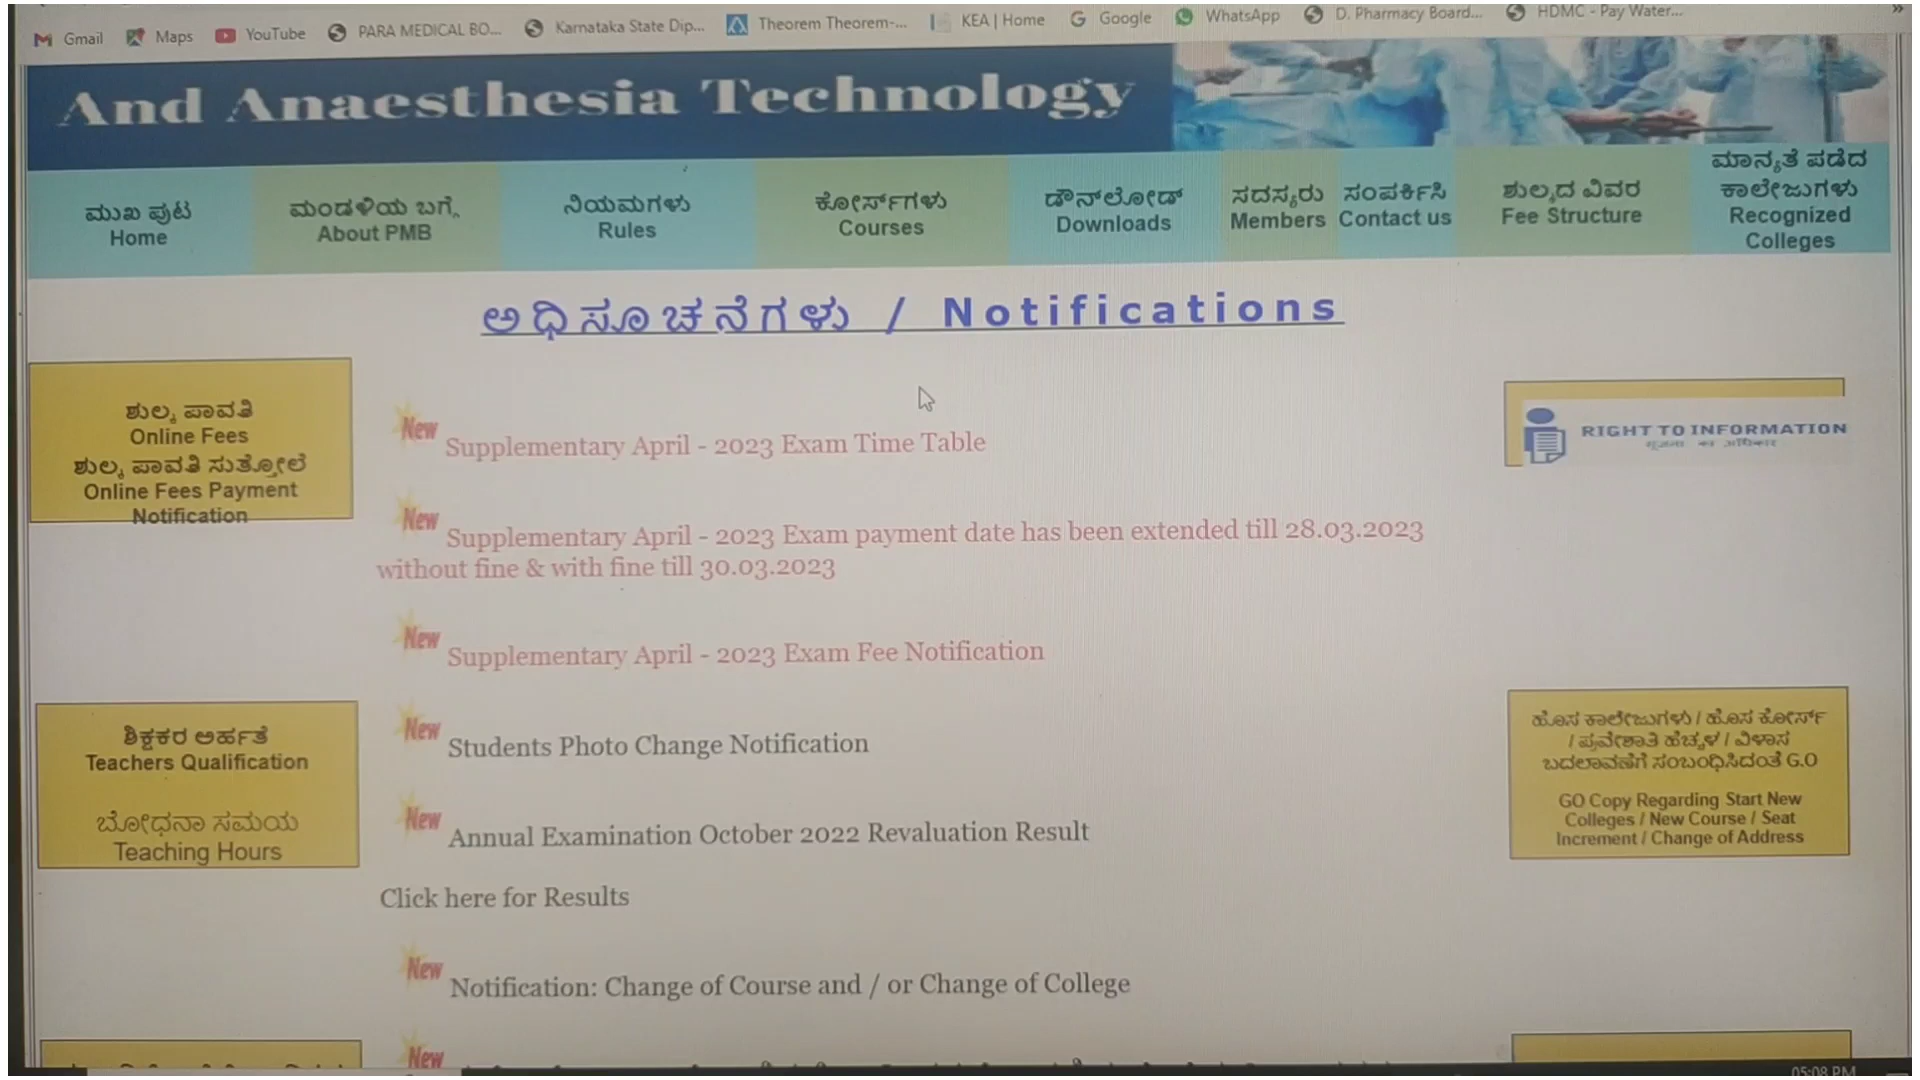 Gmail Maps YouTube PARA MEDICAL BO... Karnataka State Dip... Theorem Theorem-... KEA | Home Google WhatsApp D. Pharmacy Board... HDMC - Pay Water... »
And Anaesthesia Technology
ಮುಖ ಪುಟ
Home
ಮಂಡಳಿಯ ಬಗ್ಗೆ
About PMB
ನಿಯಮಗಳು
Rules
ಕೋರ್ಸ್‌ಗಳು
Courses
ಡೌನ್‌ಲೋಡ್
Downloads
ಸದಸ್ಯರು
Members
ಸಂಪರ್ಕಿಸಿ
Contact us
ಶುಲ್ಕದ ವಿವರ
Fee Structure
ಮಾನ್ಯತೆ ಪಡೆದ
ಕಾಲೇಜುಗಳು
Recognized
Colleges
ಅಧಿಸೂಚನೆಗಳು / Notifications
ಶುಲ್ಕ ಪಾವತಿ
Online Fees
ಶುಲ್ಕ ಪಾವತಿ ಸುತ್ತೋಲೆ
Online Fees Payment
Notification
New Supplementary April - 2023 Exam Time Table
RIGHT TO INFORMATION
सूचना का अधिकार
New Supplementary April - 2023 Exam payment date has been extended till 28.03.2023
without fine & with fine till 30.03.2023
New Supplementary April - 2023 Exam Fee Notification
ಶಿಕ್ಷಕರ ಅರ್ಹತೆ
Teachers Qualification
ಬೋಧನಾ ಸಮಯ
Teaching Hours
New Students Photo Change Notification
New Annual Examination October 2022 Revaluation Result
Click here for Results
New Notification: Change of Course and / or Change of College
New
ಹೊಸ ಕಾಲೇಜುಗಳು / ಹೊಸ ಕೋರ್ಸ್
/ ಪ್ರವೇಶಾತಿ ಹೆಚ್ಚಳ / ವಿಳಾಸ
ಬದಲಾವಣೆಗೆ ಸಂಬಂಧಿಸಿದಂತೆ G.O
GO Copy Regarding Start New
Colleges / New Course / Seat
Increment / Change of Address
05:08 PM